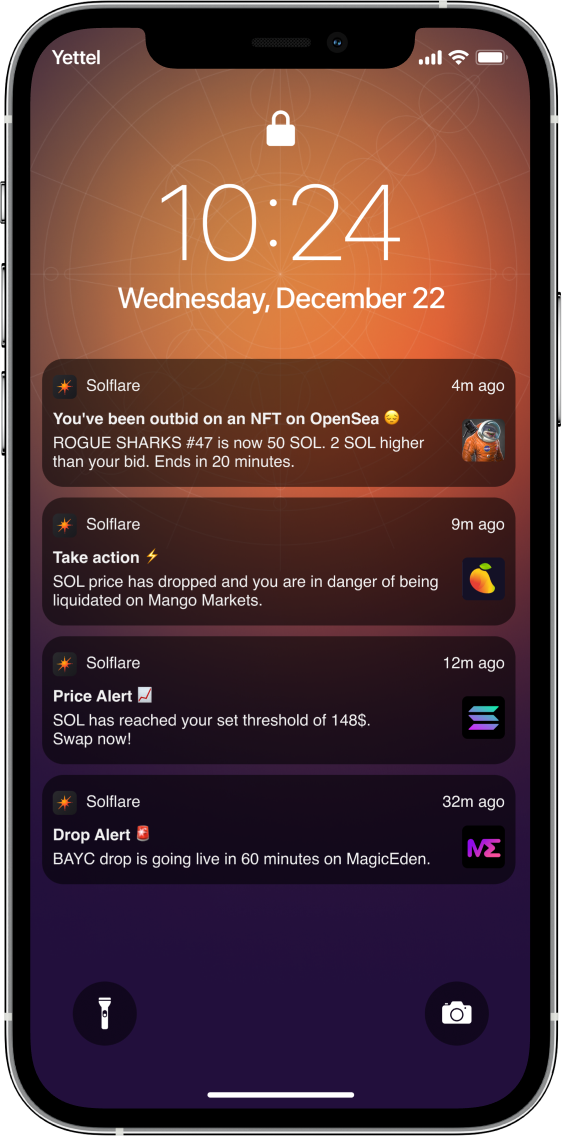 Yettel
10:24
Wednesday, December 22
Solflare 4m ago
You've been outbid on an NFT on OpenSea 😔
ROGUE SHARKS #47 is now 50 SOL. 2 SOL higher
than your bid. Ends in 20 minutes.
Solflare 9m ago
Take action ⚡
SOL price has dropped and you are in danger of being
liquidated on Mango Markets.
Solflare 12m ago
Price Alert 📈
SOL has reached your set threshold of 148$.
Swap now!
Solflare 32m ago
Drop Alert 🚨
BAYC drop is going live in 60 minutes on MagicEden.
ME